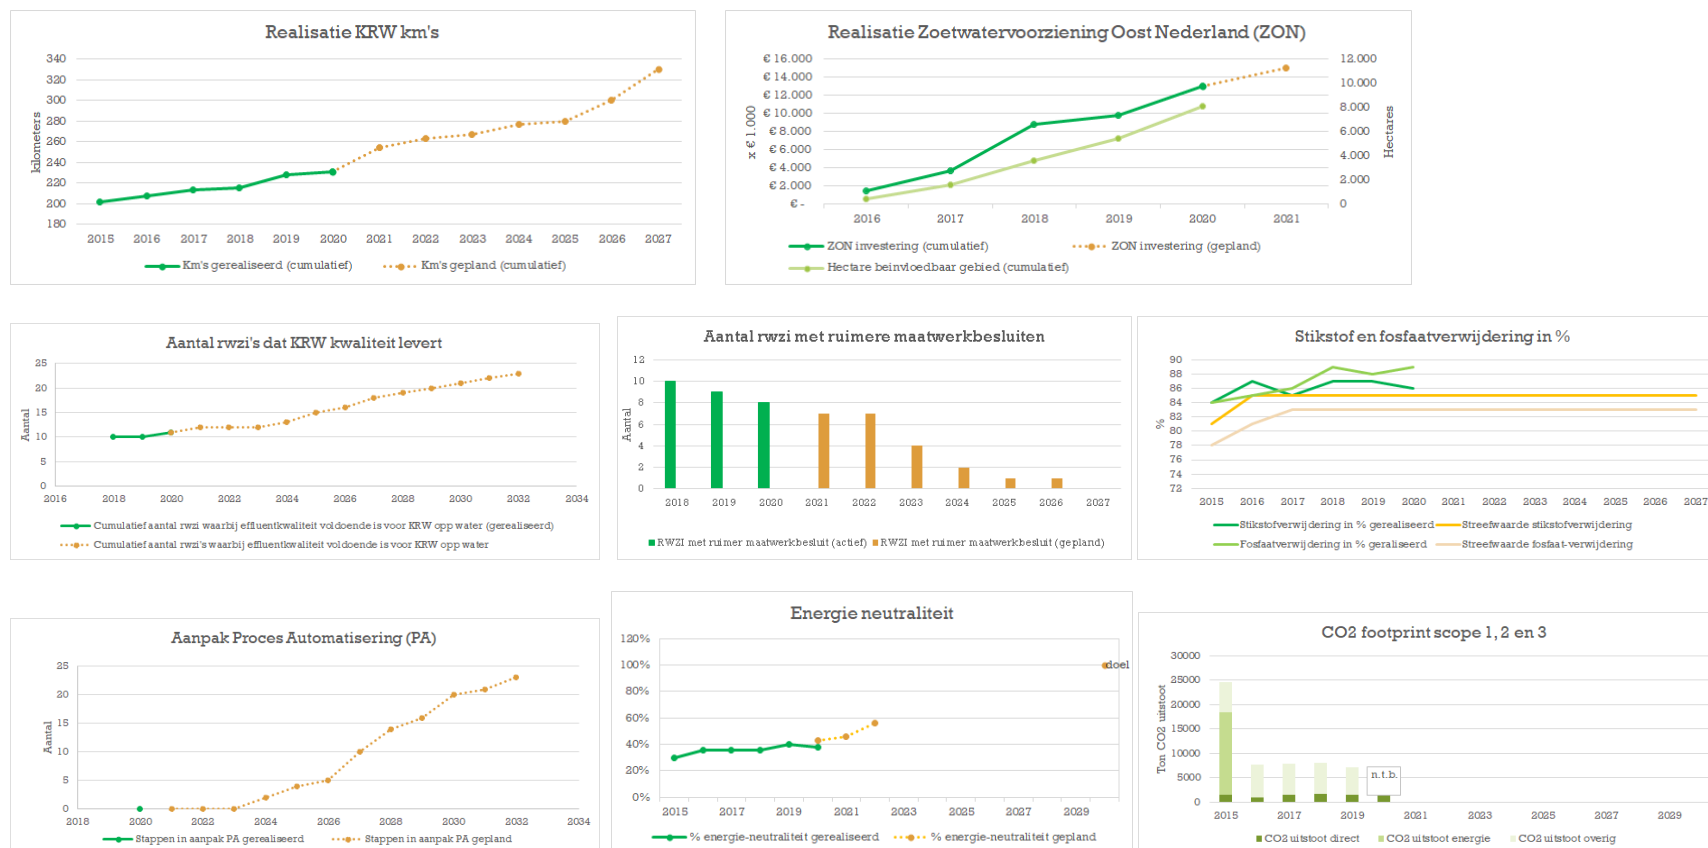 Realisatie KRW km's
340
320
300
280
260
240
220
200
180
kilometers
2015 2016 2017 2018 2019 2020 2021 2022 2023 2024 2025 2026 2027
Km's gerealiseerd (cumulatief) Km's gepland (cumulatief)
Realisatie Zoetwatervoorziening Oost Nederland (ZON)
€ 16.000
€ 14.000
€ 12.000
€ 10.000
€ 8.000
€ 6.000
€ 4.000
€ 2.000
€ -
x € 1.000
12.000
10.000
8.000
6.000
4.000
2.000
0
Hectares
2016 2017 2018 2019 2020 2021
ZON investering (cumulatief) ZON investering (gepland)
Hectare beinvloedbaar gebied (cumulatief)
Aantal rwzi's dat KRW kwaliteit levert
25
20
15
10
5
0
Aantal
2016 2018 2020 2022 2024 2026 2028 2030 2032 2034
Cumulatief aantal rwzi waarbij effluentkwaliteit voldoende is voor KRW opp water (gerealiseerd)
Cumulatief aantal rwzi's waarbij effluentkwaliteit voldoende is voor KRW opp water
Aantal rwzi met ruimere maatwerkbesluiten
12
10
8
6
4
2
0
Aantal
2018 2019 2020 2021 2022 2023 2024 2025 2026 2027
RWZI met ruimer maatwerkbesluit (actief) RWZI met ruimer maatwerkbesluit (gepland)
Stikstof en fosfaatverwijdering in %
90
88
86
84
82
80
78
76
74
72
%
2015 2016 2017 2018 2019 2020 2021 2022 2023 2024 2025 2026 2027
Stikstofverwijdering in % gerealiseerd Streefwaarde stikstofverwijdering
Fosfaatverwijdering in % geraliseerd Streefwaarde fosfaat-verwijdering
Aanpak Proces Automatisering (PA)
25
20
15
10
5
0
Aantal
2018 2020 2022 2024 2026 2028 2030 2032 2034
Stappen in aanpak PA gerealiseerd Stappen in aanpak PA gepland
Energie neutraliteit
120%
100%
80%
60%
40%
20%
0%
doel
2015 2017 2019 2021 2023 2025 2027 2029
% energie-neutraliteit gerealiseerd % energie-neutraliteit gepland
CO2 footprint scope 1, 2 en 3
30000
25000
20000
15000
10000
5000
0
Ton CO2 uitstoot
n.t.b.
2015 2017 2019 2021 2023 2025 2027 2029
CO2 uitstoot direct CO2 uitstoot energie CO2 uitstoot overig